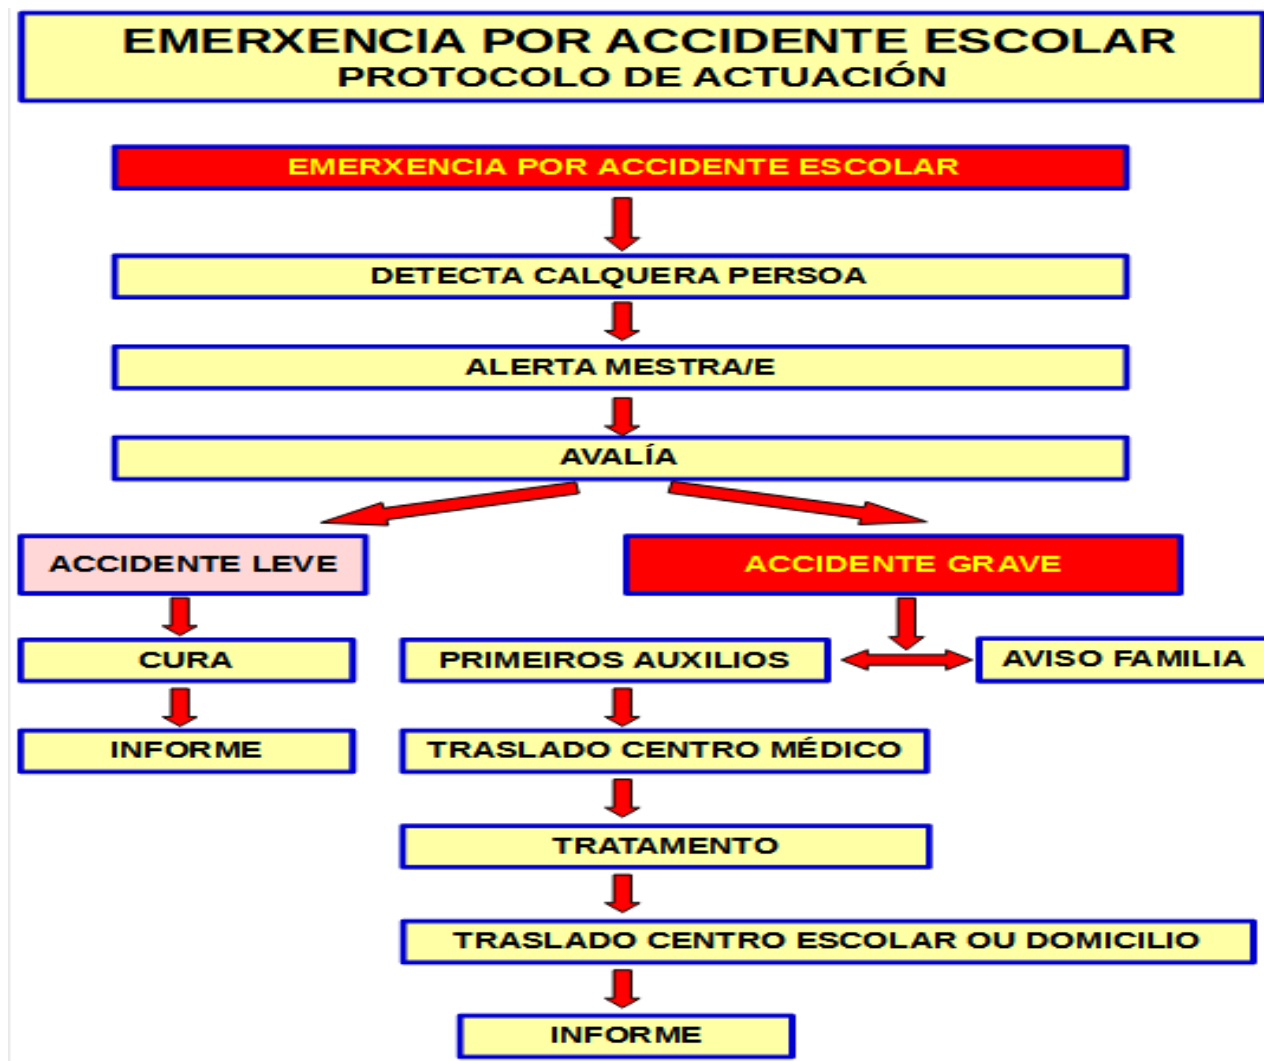 EMERXENCIA POR ACCIDENTE ESCOLAR
PROTOCOLO DE ACTUACIÓN
EMERXENCIA POR ACCIDENTE ESCOLAR
DETECTA CALQUERA PERSOA
ALERTA MESTRA/E
AVALÍA
ACCIDENTE LEVE
ACCIDENTE GRAVE
CURA
PRIMEIROS AUXILIOS
AVISO FAMILIA
INFORME
TRASLADO CENTRO MÉDICO
TRATAMENTO
TRASLADO CENTRO ESCOLAR OU DOMICILIO
INFORME